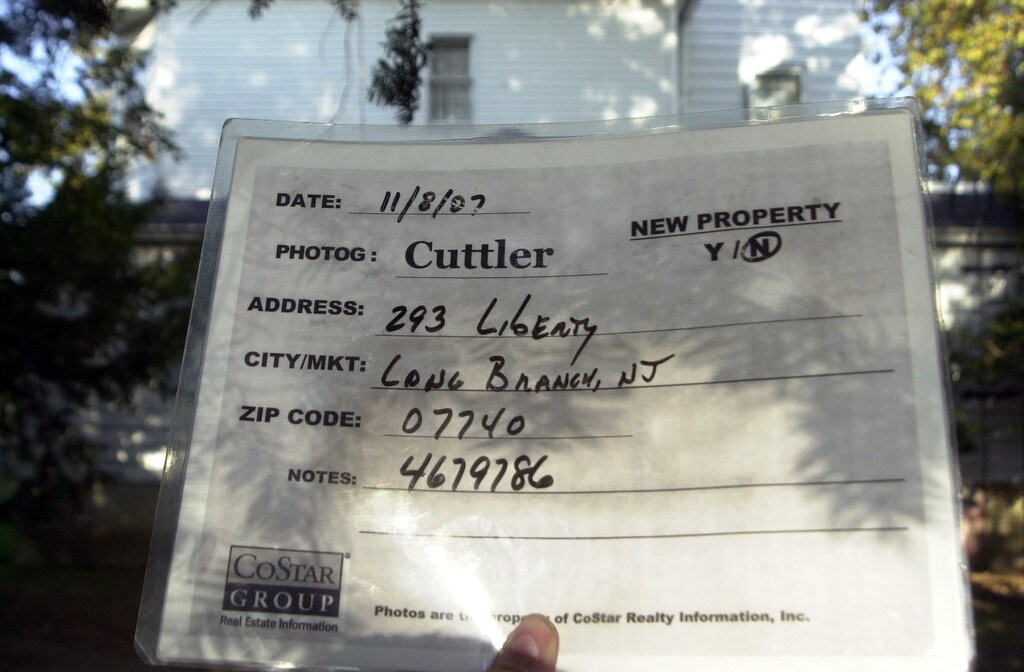 DATE: 11/8/07
NEW PROPERTY
Y / N
PHOTOG: Cuttler
ADDRESS: 293 Liberty
CITY/MKT: Long Branch, NJ
ZIP CODE: 07740
NOTES: 4679786
COSTAR ®
GROUP
Real Estate Information
Photos are the property of CoStar Realty Information, Inc.